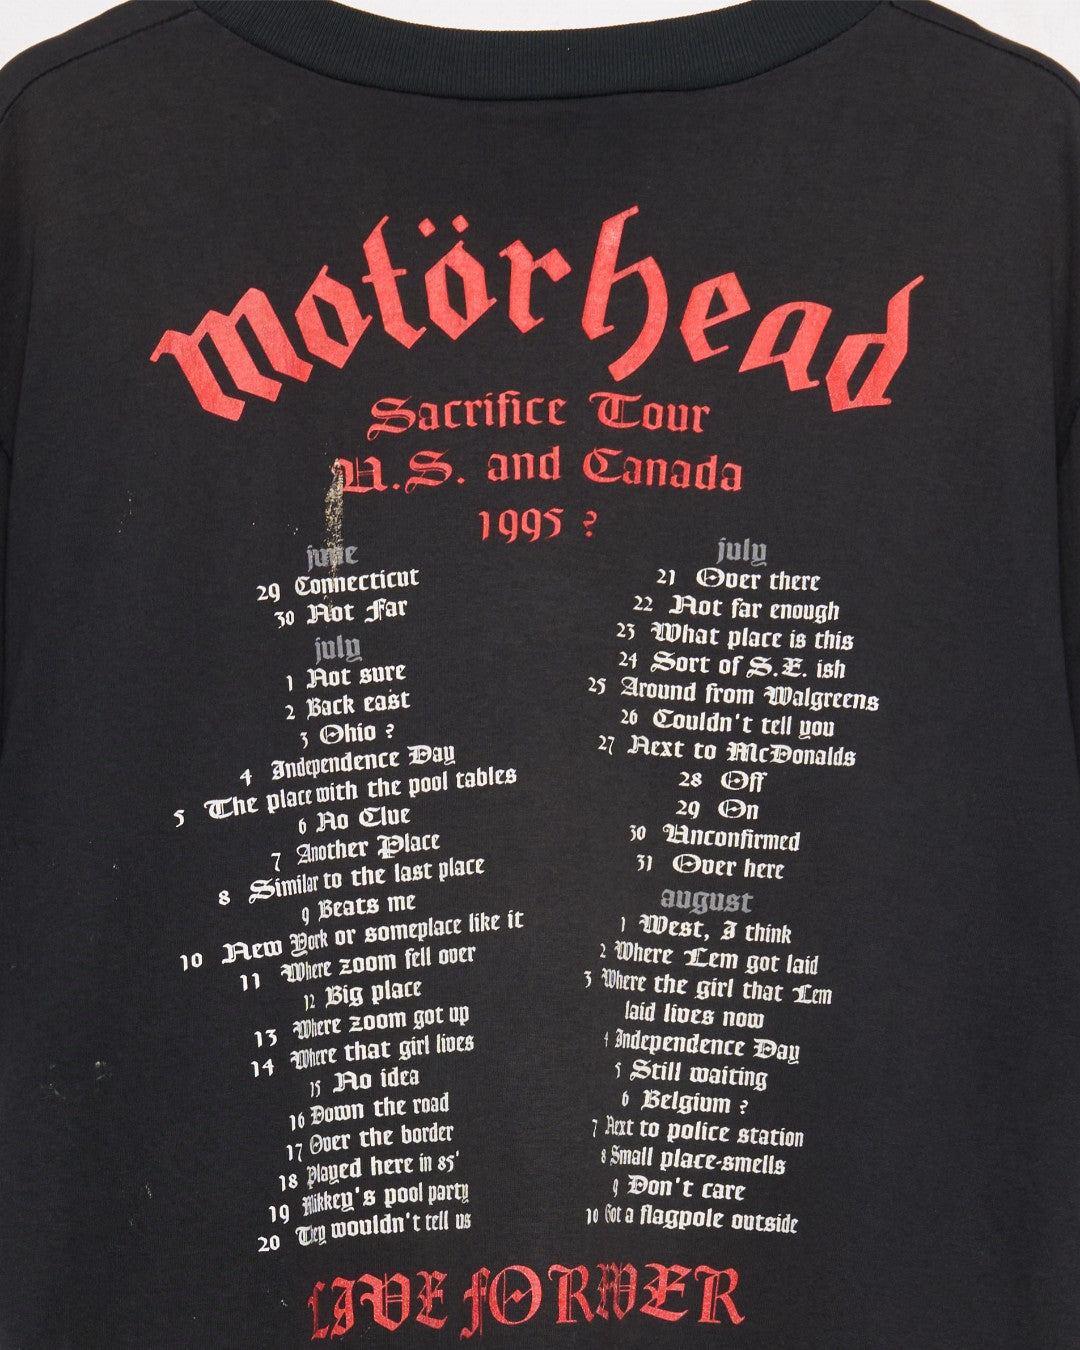 Motörhead
Sacrifice Tour
U.S. and Canada
1995 ?
june
29 Connecticut
30 Not Far
july
1 Not sure
2 Back east
3 Ohio ?
4 Independence Day
5 The place with the pool tables
6 No Clue
7 Another Place
8 Similar to the last place
9 Beats me
10 New York or someplace like it
11 Where zoom fell over
12 Big place
13 Where zoom got up
14 Where that girl lives
15 No idea
16 Down the road
17 Over the border
18 Played here in 85'
19 Mikkey's pool party
20 They wouldn't tell us
july
21 Over there
22 Not far enough
23 What place is this
24 Sort of S.E. ish
25 Around from Walgreens
26 Couldn't tell you
27 Next to McDonalds
28 Off
29 On
30 Unconfirmed
31 Over here
august
1 West, I think
2 Where Lem got laid
3 Where the girl that Lem
laid lives now
4 Independence Day
5 Still waiting
6 Belgium ?
7 Next to police station
8 Small place-smells
9 Don't care
10 Got a flagpole outside
LIVE FORWER